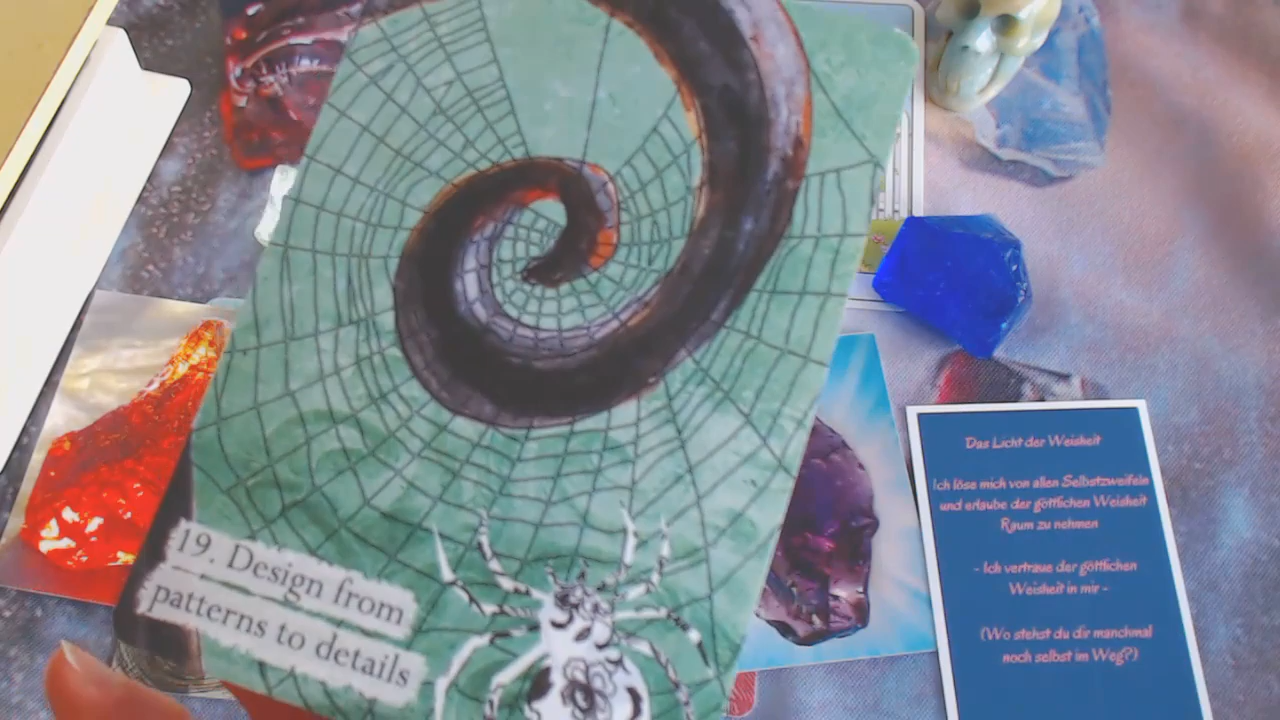 19. Design from
patterns to details
Das Licht der Weisheit
Ich löse mich von allen Selbstzweifeln
und erlaube der göttlichen Weisheit
Raum zu nehmen
- Ich vertraue der göttlichen
Weisheit in mir -
(Wo stehst du dir manchmal
noch selbst im Weg?)